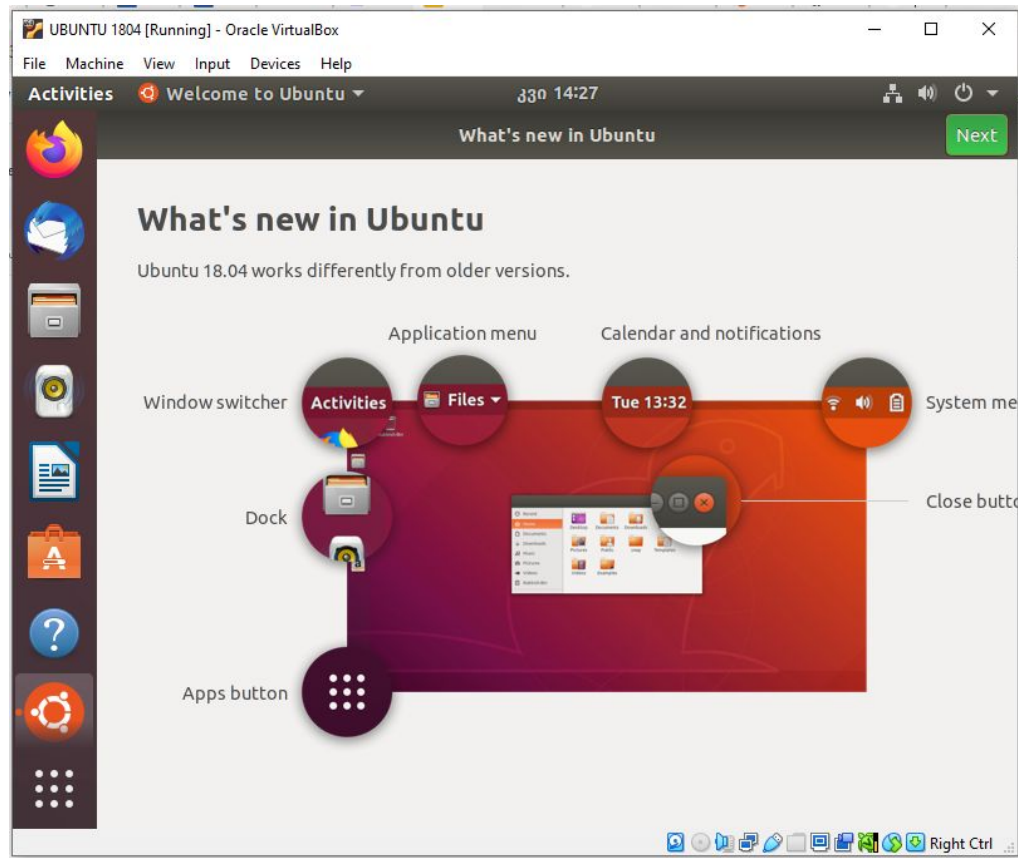 UBUNTU 1804 [Running] - Oracle VirtualBox
File Machine View Input Devices Help
Activities Welcome to Ubuntu კვი 14:27
What's new in Ubuntu Next
What's new in Ubuntu
Ubuntu 18.04 works differently from older versions.
Application menu Calendar and notifications
Window switcher Activities Files Tue 13:32 System me
Dock Close butto
Apps button
Right Ctrl